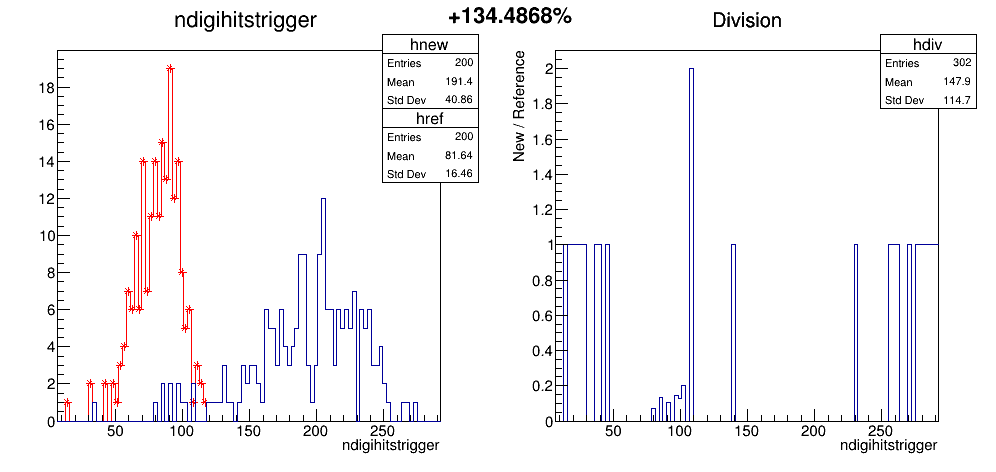 +134.4868%
ndigihitstrigger
hnew
Entries 200
Mean 191.4
Std Dev 40.86
href
Entries 200
Mean 81.64
Std Dev 16.46
18
16
14
12
10
8
6
4
2
0
50 100 150 200 250
ndigihitstrigger
Division
hdiv
Entries 302
Mean 147.9
Std Dev 114.7
New / Reference
2
1.8
1.6
1.4
1.2
1
0.8
0.6
0.4
0.2
0
50 100 150 200 250
ndigihitstrigger